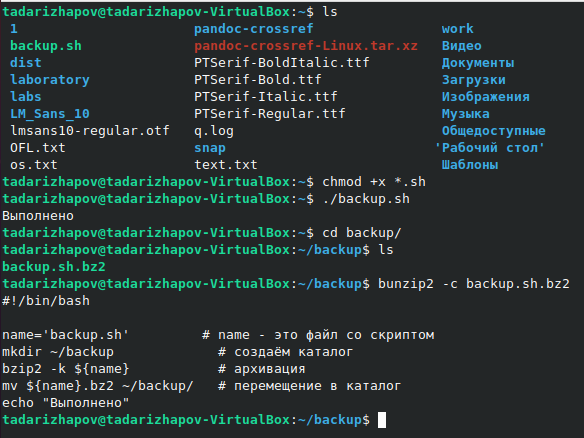 tadarizhapov@tadarizhapov-VirtualBox:~$ ls
1 pandoc-crossref work
backup.sh pandoc-crossref-Linux.tar.xz Видео
dist PTSerif-BoldItalic.ttf Документы
laboratory PTSerif-Bold.ttf Загрузки
labs PTSerif-Italic.ttf Изображения
LM_Sans_10 PTSerif-Regular.ttf Музыка
lmsans10-regular.otf q.log Общедоступные
OFL.txt snap 'Рабочий стол'
os.txt text.txt Шаблоны
tadarizhapov@tadarizhapov-VirtualBox:~$ chmod +x *.sh
tadarizhapov@tadarizhapov-VirtualBox:~$ ./backup.sh
Выполнено
tadarizhapov@tadarizhapov-VirtualBox:~$ cd backup/
tadarizhapov@tadarizhapov-VirtualBox:~/backup$ ls
backup.sh.bz2
tadarizhapov@tadarizhapov-VirtualBox:~/backup$ bunzip2 -c backup.sh.bz2
#!/bin/bash
name='backup.sh' # name - это файл со скриптом
mkdir ~/backup # создаём каталог
bzip2 -k ${name} # архивация
mv ${name}.bz2 ~/backup/ # перемещение в каталог
echo "Выполнено"
tadarizhapov@tadarizhapov-VirtualBox:~/backup$